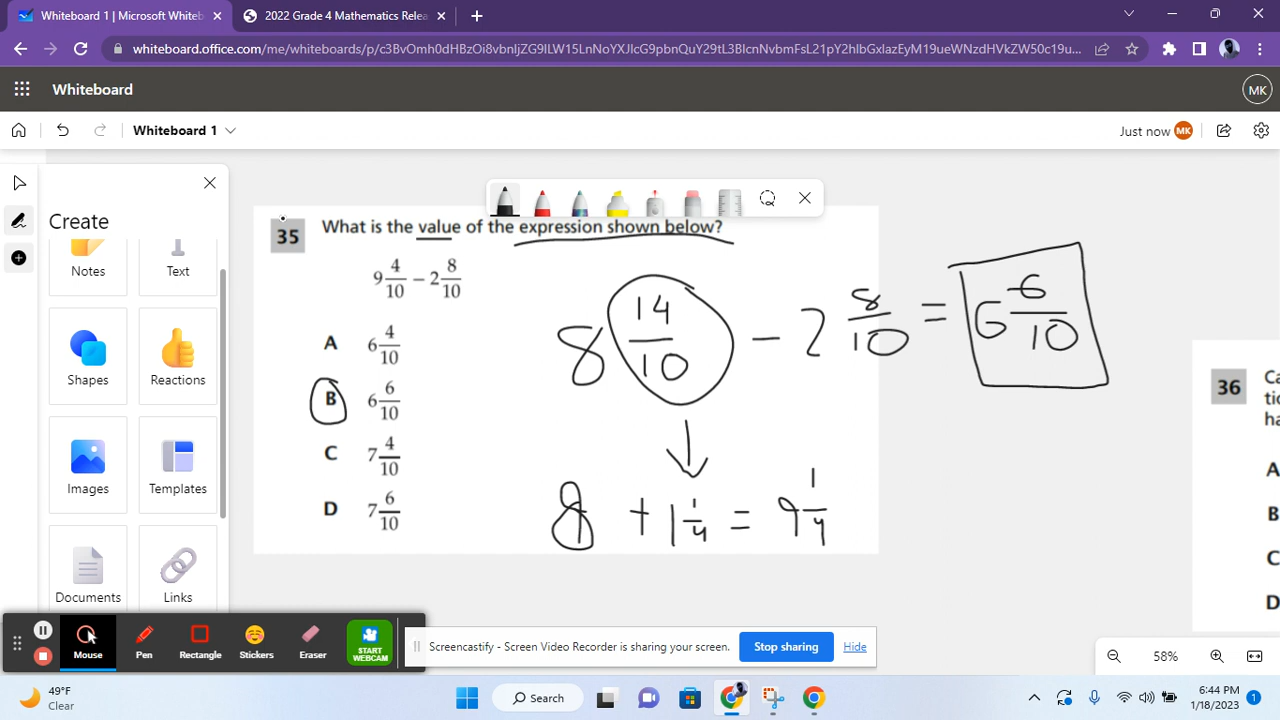 Whiteboard 1 | Microsoft Whiteb
2022 Grade 4 Mathematics Relea
whiteboard.office.com/me/whiteboards/p/c3BvOmh0dHBzOi8vbnljZG9lLW15LnNoYXJlcG9pbnQuY29tL3BlcnNvbmFsL21pY2hhbGxazEyM19ueWNzdHVkZW50c19u...
Whiteboard
MK
Whiteboard 1
Just now MK
Create
Notes
Text
Shapes
Reactions
Images
Templates
Documents
Links
35 What is the value of the expression shown below?
9 4/10 – 2 8/10
A 6 4/10
B 6 6/10
C 7 4/10
D 7 6/10
8 14/10 – 2 8/10 = 6 6/10
8 + 1 1/4 = 9 1/4
36 Ca
tic
ha
A
B
C
D
Mouse
Pen
Rectangle
Stickers
Eraser
START
WEBCAM
Screencastify - Screen Video Recorder is sharing your screen.
Stop sharing
Hide
58%
49°F
Clear
Search
6:44 PM
1/18/2023
1